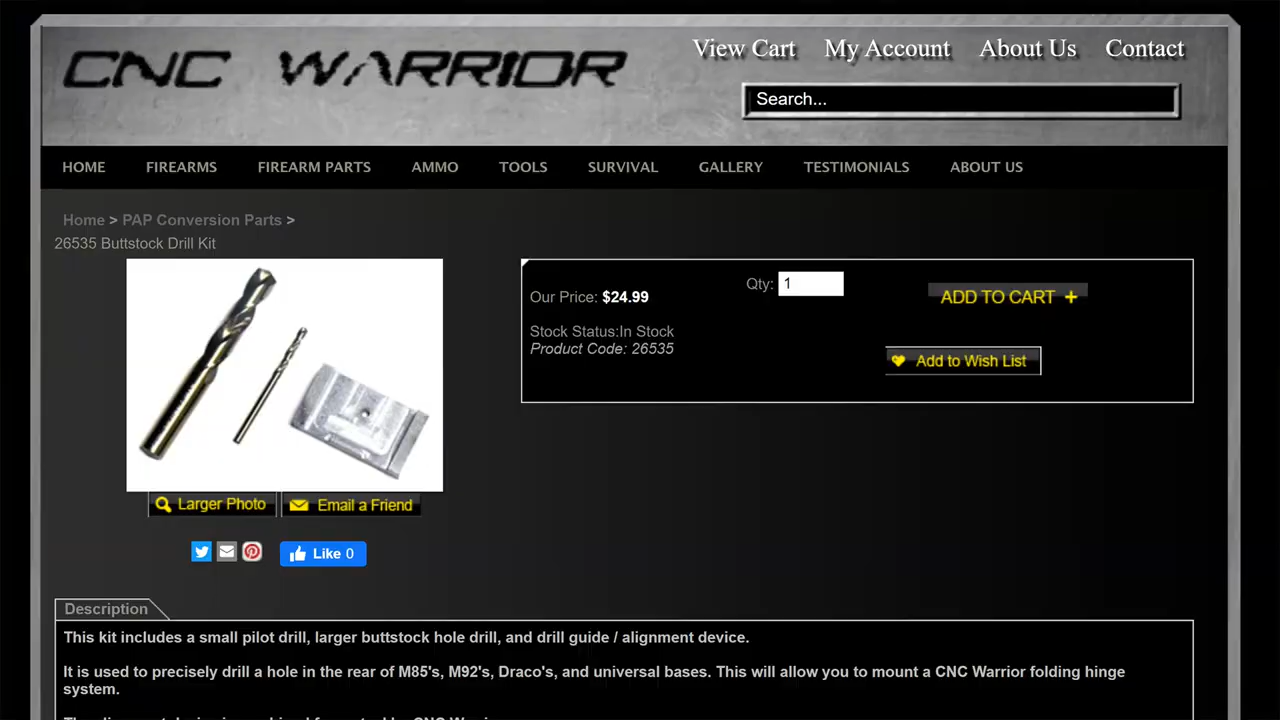 CNC WARRIOR
View Cart My Account About Us Contact
Search...
HOME FIREARMS FIREARM PARTS AMMO TOOLS SURVIVAL GALLERY TESTIMONIALS ABOUT US
Home > PAP Conversion Parts >
26535 Buttstock Drill Kit
Our Price: $24.99
Qty: 1
ADD TO CART +
Stock Status:In Stock
Product Code: 26535
Add to Wish List
Larger Photo
Email a Friend
Like 0
Description
This kit includes a small pilot drill, larger buttstock hole drill, and drill guide / alignment device.
It is used to precisely drill a hole in the rear of M85's, M92's, Draco's, and universal bases. This will allow you to mount a CNC Warrior folding hinge
system.